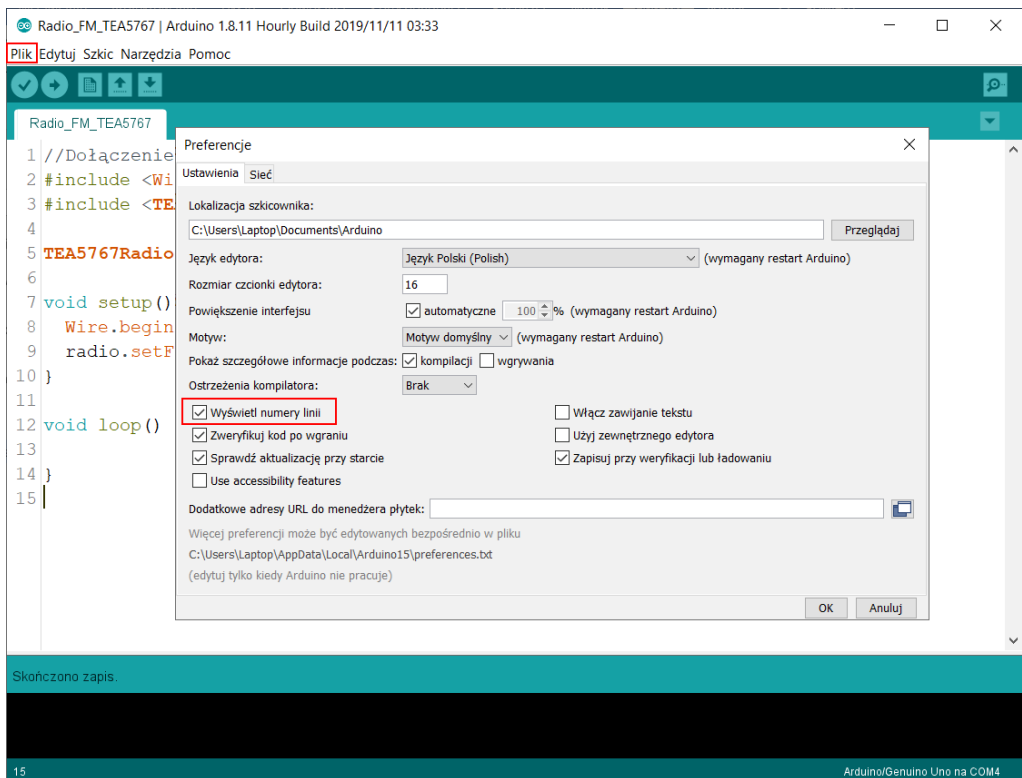 Radio_FM_TEA5767 | Arduino 1.8.11 Hourly Build 2019/11/11 03:33
Plik Edytuj Szkic Narzędzia Pomoc
Radio_FM_TEA5767
1 //Dołączenie
2 #include <Wi
3 #include <TE
4
5 TEA5767Radio
6
7 void setup()
8 Wire.begin
9 radio.setF
10 }
11
12 void loop()
13
14 }
15
Preferencje
Ustawienia Sieć
Lokalizacja szkicownika:
C:\Users\Laptop\Documents\Arduino Przeglądaj
Język edytora: Język Polski (Polish) (wymagany restart Arduino)
Rozmiar czcionki edytora: 16
Powiększenie interfejsu automatyczne 100 % (wymagany restart Arduino)
Motyw: Motyw domyślny (wymagany restart Arduino)
Pokaż szczegółowe informacje podczas: kompilacji wgrywania
Ostrzeżenia kompilatora: Brak
Wyświetl numery linii Włącz zawijanie tekstu
Zweryfikuj kod po wgraniu Użyj zewnętrznego edytora
Sprawdź aktualizację przy starcie Zapisuj przy weryfikacji lub ładowaniu
Use accessibility features
Dodatkowe adresy URL do menedżera płytek:
Więcej preferencji może być edytowanych bezpośrednio w pliku
C:\Users\Laptop\AppData\Local\Arduino15\preferences.txt
(edytuj tylko kiedy Arduino nie pracuje)
OK Anuluj
Skończono zapis.
15 Arduino/Genuino Uno na COM4